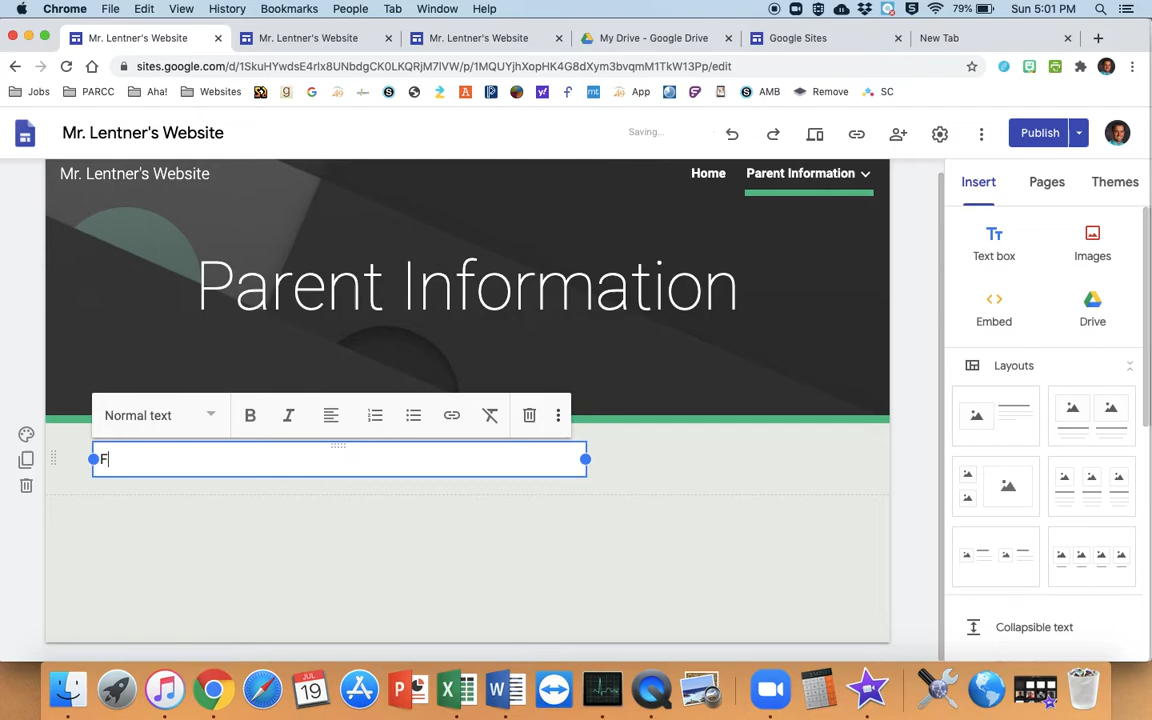 Chrome File Edit View History Bookmarks People Tab Window Help 79% Sun 5:01 PM
Mr. Lentner's Website Mr. Lentner's Website Mr. Lentner's Website My Drive - Google Drive Google Sites New Tab
sites.google.com/d/1SkuHYwdsE4rlx8UNbdgCK0LKQRjM7lVW/p/1MQUYjhXopHK4G8dXym3bvqmM1TkW13Pp/edit
Jobs PARCC Aha! Websites App AMB Remove SC
Mr. Lentner's Website Saving... Publish
Mr. Lentner's Website Home Parent Information
Insert Pages Themes
Parent Information
Text box Images
Embed Drive
Layouts
Normal text
F
Collapsible text
JUL
19